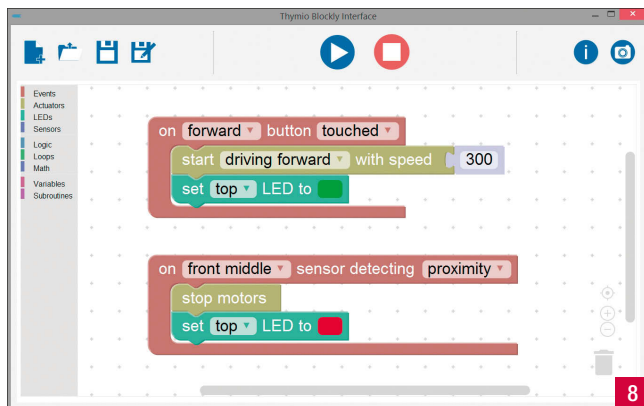 Thymio Blockly Interface
Events
Actuators
LEDs
Sensors
Logic
Loops
Math
Variables
Subroutines
on forward button touched
start driving forward with speed 300
set top LED to
on front middle sensor detecting proximity
stop motors
set top LED to
8